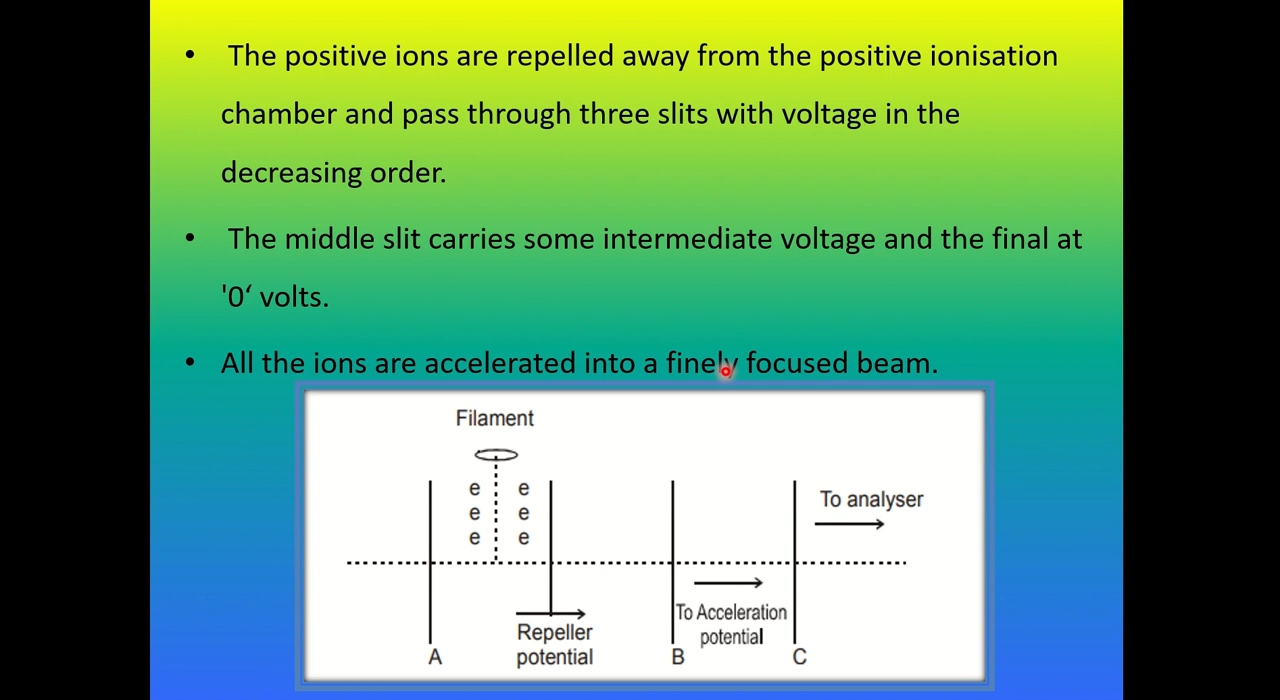 • The positive ions are repelled away from the positive ionisation
chamber and pass through three slits with voltage in the
decreasing order.
• The middle slit carries some intermediate voltage and the final at
'0‘ volts.
• All the ions are accelerated into a finely focused beam.
Filament
e e
e e
e e
To analyser
Repeller
potential
To Acceleration
potential
A B C